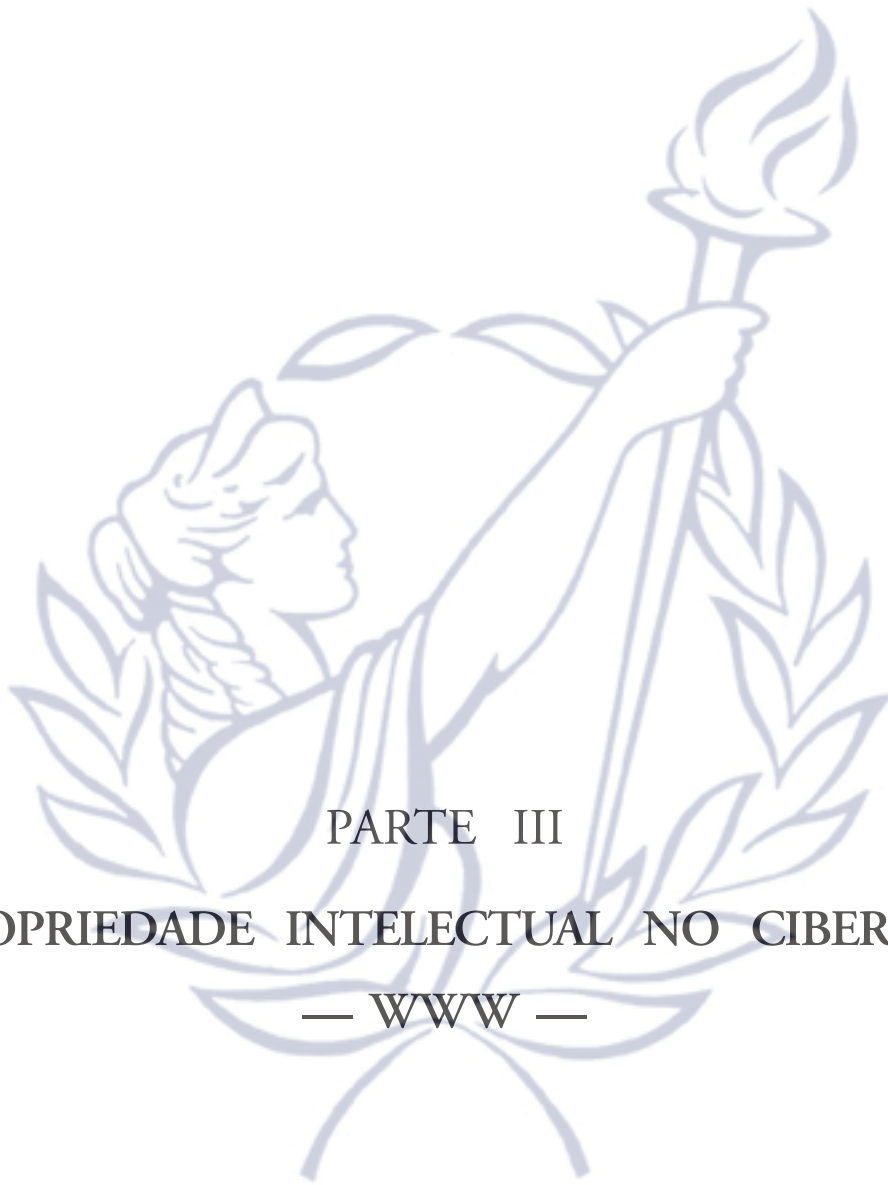 PARTE III
OPRIEDADE INTELECTUAL NO CIBER
— WWW —